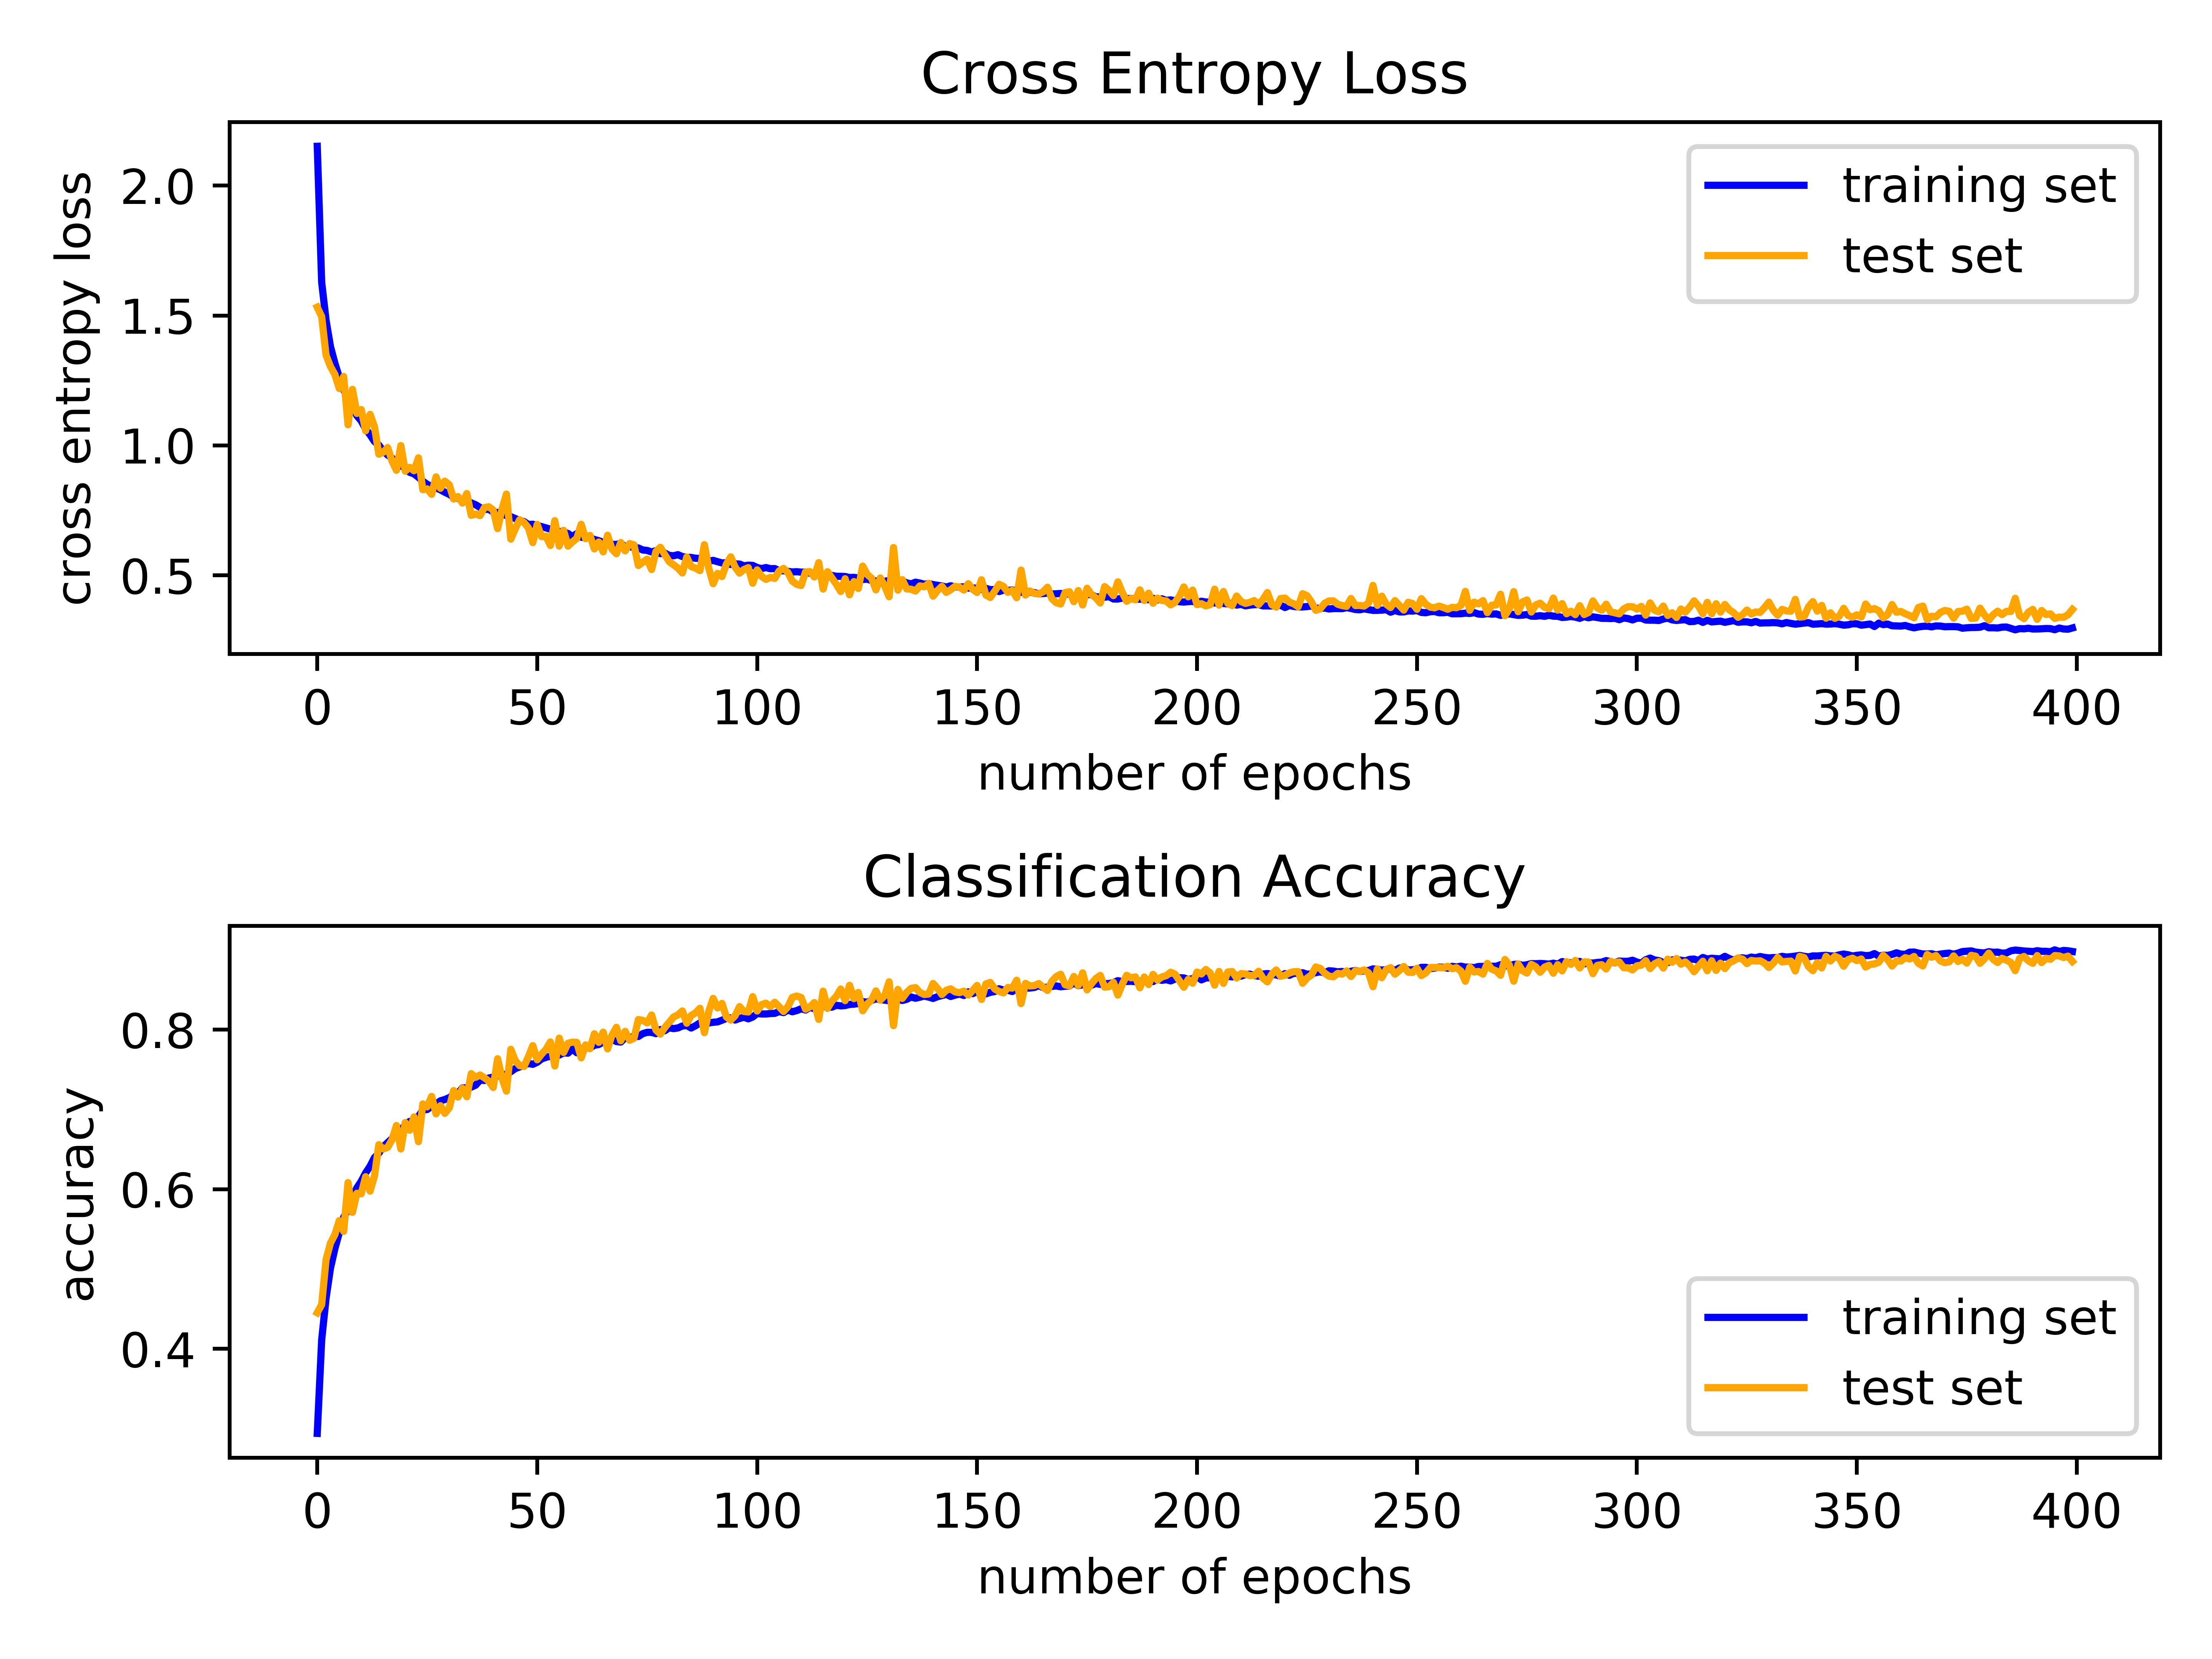 Cross Entropy Loss
cross entropy loss
2.0
1.5
1.0
0.5
training set
test set
0 50 100 150 200 250 300 350 400
number of epochs
Classification Accuracy
accuracy
0.8
0.6
0.4
training set
test set
0 50 100 150 200 250 300 350 400
number of epochs